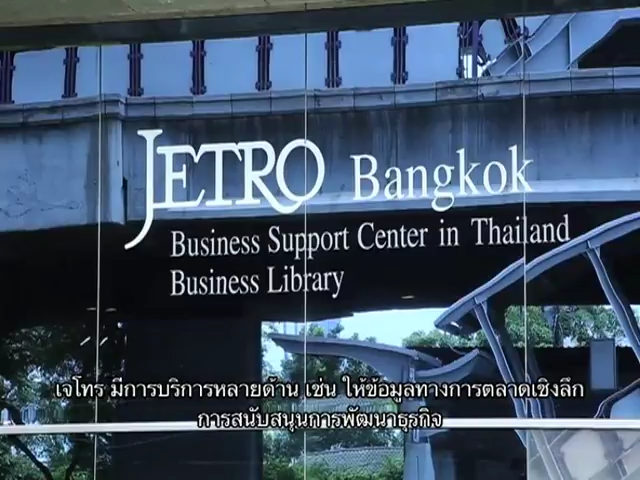 JETRO Bangkok
Business Support Center in Thailand
Business Library
เจโทร มีการบริการหลายด้าน เช่น ให้ข้อมูลทางการตลาดเชิงลึก
การสนับสนุนการพัฒนาธุรกิจ